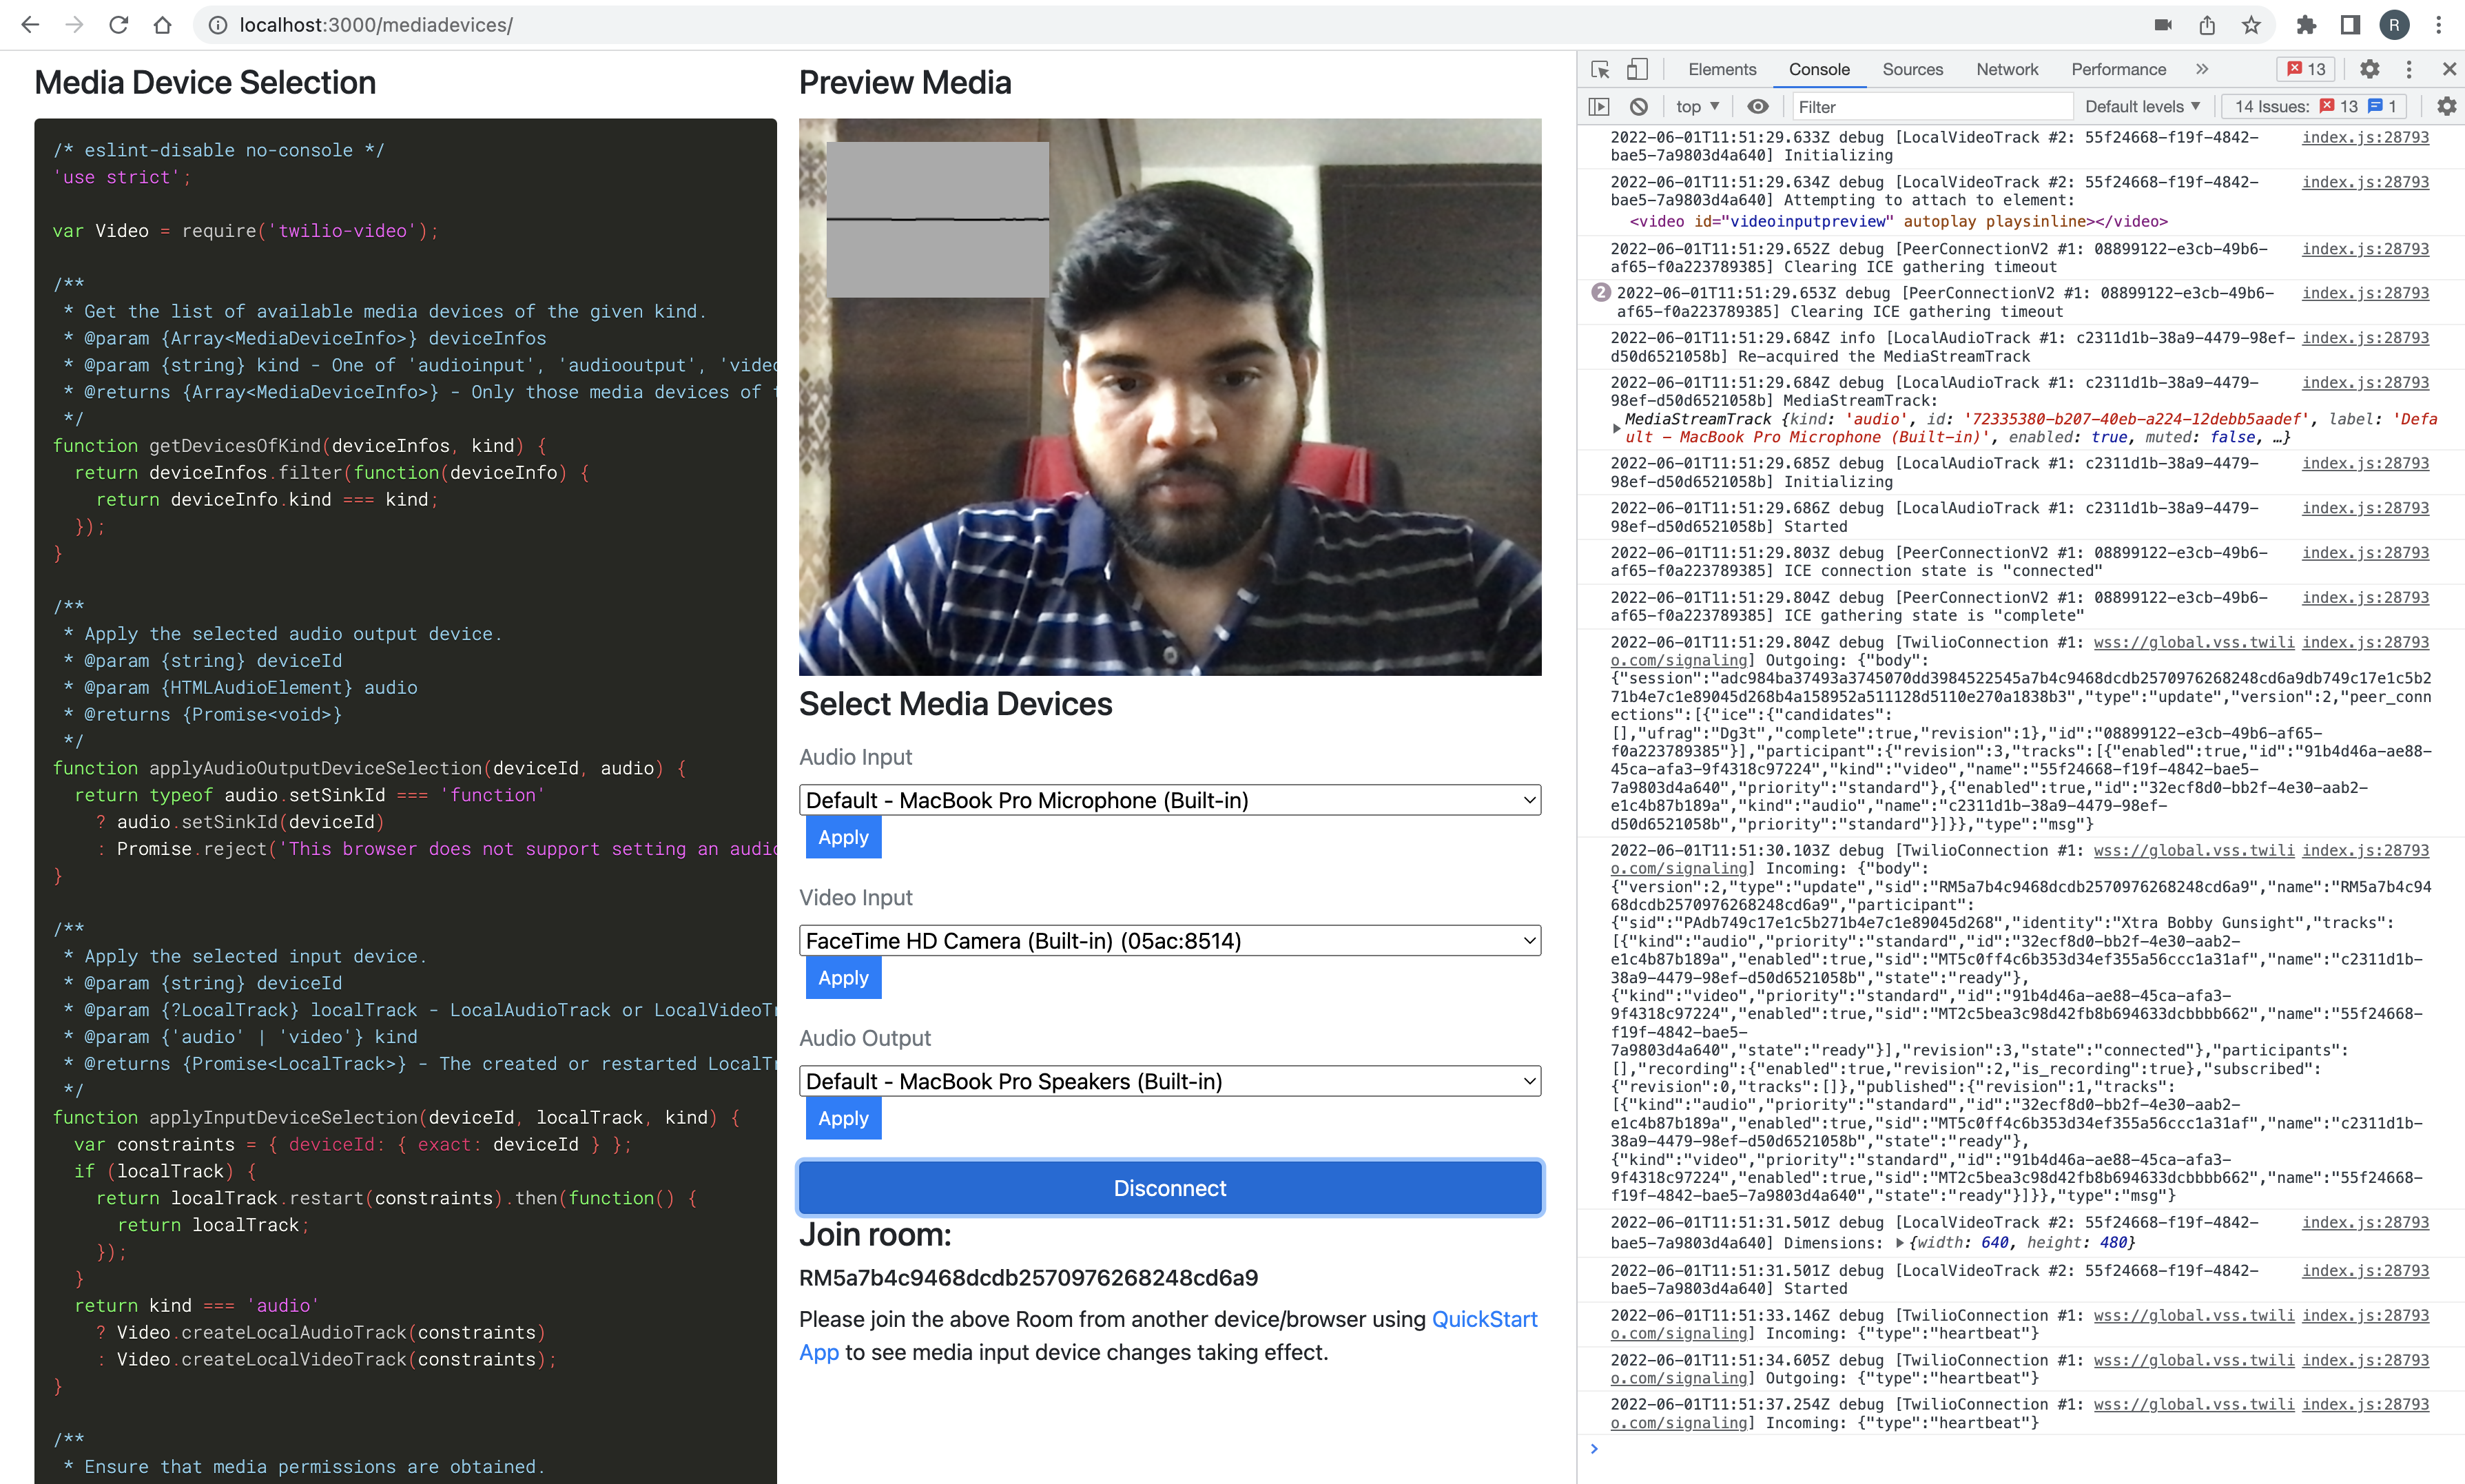 localhost:3000/mediadevices/
R
Media Device Selection
/* eslint-disable no-console */
'use strict';
var Video = require('twilio-video');
/**
* Get the list of available media devices of the given kind.
* @param {Array<MediaDeviceInfo>} deviceInfos
* @param {string} kind - One of 'audioinput', 'audiooutput', 'video
* @returns {Array<MediaDeviceInfo>} - Only those media devices of t
*/
function getDevicesOfKind(deviceInfos, kind) {
return deviceInfos.filter(function(deviceInfo) {
return deviceInfo.kind === kind;
});
}
/**
* Apply the selected audio output device.
* @param {string} deviceId
* @param {HTMLAudioElement} audio
* @returns {Promise<void>}
*/
function applyAudioOutputDeviceSelection(deviceId, audio) {
return typeof audio.setSinkId === 'function'
? audio.setSinkId(deviceId)
: Promise.reject('This browser does not support setting an audio
}
/**
* Apply the selected input device.
* @param {string} deviceId
* @param {?LocalTrack} localTrack - LocalAudioTrack or LocalVideoTr
* @param {'audio' | 'video'} kind
* @returns {Promise<LocalTrack>} - The created or restarted LocalTr
*/
function applyInputDeviceSelection(deviceId, localTrack, kind) {
var constraints = { deviceId: { exact: deviceId } };
if (localTrack) {
return localTrack.restart(constraints).then(function() {
return localTrack;
});
}
return kind === 'audio'
? Video.createLocalAudioTrack(constraints)
: Video.createLocalVideoTrack(constraints);
}
/**
* Ensure that media permissions are obtained.
Preview Media
Select Media Devices
Audio Input
Default - MacBook Pro Microphone (Built-in)
Apply
Video Input
FaceTime HD Camera (Built-in) (05ac:8514)
Apply
Audio Output
Default - MacBook Pro Speakers (Built-in)
Apply
Disconnect
Join room:
RM5a7b4c9468dcdb2570976268248cd6a9
Please join the above Room from another device/browser using QuickStart
App to see media input device changes taking effect.
Elements Console Sources Network Performance 13
top Filter Default levels 14 Issues: 13 1
2022-06-01T11:51:29.633Z debug [LocalVideoTrack #2: 55f24668-f19f-4842- index.js:28793
bae5-7a9803d4a640] Initializing
2022-06-01T11:51:29.634Z debug [LocalVideoTrack #2: 55f24668-f19f-4842- index.js:28793
bae5-7a9803d4a640] Attempting to attach to element:
<video id="videoinputpreview" autoplay playsinline></video>
2022-06-01T11:51:29.652Z debug [PeerConnectionV2 #1: 08899122-e3cb-49b6- index.js:28793
af65-f0a223789385] Clearing ICE gathering timeout
2 2022-06-01T11:51:29.653Z debug [PeerConnectionV2 #1: 08899122-e3cb-49b6- index.js:28793
af65-f0a223789385] Clearing ICE gathering timeout
2022-06-01T11:51:29.684Z info [LocalAudioTrack #1: c2311d1b-38a9-4479-98ef- index.js:28793
d50d6521058b] Re-acquired the MediaStreamTrack
2022-06-01T11:51:29.684Z debug [LocalAudioTrack #1: c2311d1b-38a9-4479- index.js:28793
98ef-d50d6521058b] MediaStreamTrack:
MediaStreamTrack {kind: 'audio', id: '72335380-b207-40eb-a224-12debb5aadef', label: 'Defa
ult - MacBook Pro Microphone (Built-in)', enabled: true, muted: false, …}
2022-06-01T11:51:29.685Z debug [LocalAudioTrack #1: c2311d1b-38a9-4479- index.js:28793
98ef-d50d6521058b] Initializing
2022-06-01T11:51:29.686Z debug [LocalAudioTrack #1: c2311d1b-38a9-4479- index.js:28793
98ef-d50d6521058b] Started
2022-06-01T11:51:29.803Z debug [PeerConnectionV2 #1: 08899122-e3cb-49b6- index.js:28793
af65-f0a223789385] ICE connection state is "connected"
2022-06-01T11:51:29.804Z debug [PeerConnectionV2 #1: 08899122-e3cb-49b6- index.js:28793
af65-f0a223789385] ICE gathering state is "complete"
2022-06-01T11:51:29.804Z debug [TwilioConnection #1: wss://global.vss.twili index.js:28793
o.com/signaling] Outgoing: {"body":
{"session":"adc984ba37493a3745070dd3984522545a7b4c9468dcdb2570976268248cd6a9db749c17e1c5b2
71b4e7c1e89045d268b4a158952a511128d5110e270a1838b3","type":"update","version":2,"peer_conn
ections":[{"ice":{"candidates":
[],"ufrag":"Dg3t","complete":true,"revision":1},"id":"08899122-e3cb-49b6-af65-
f0a223789385"}],"participant":{"revision":3,"tracks":[{"enabled":true,"id":"91b4d46a-ae88-
45ca-afa3-9f4318c97224","kind":"video","name":"55f24668-f19f-4842-bae5-
7a9803d4a640","priority":"standard"},{"enabled":true,"id":"32ecf8d0-bb2f-4e30-aab2-
e1c4b87b189a","kind":"audio","name":"c2311d1b-38a9-4479-98ef-
d50d6521058b","priority":"standard"}]}},"type":"msg"}
2022-06-01T11:51:30.103Z debug [TwilioConnection #1: wss://global.vss.twili index.js:28793
o.com/signaling] Incoming: {"body":
{"version":2,"type":"update","sid":"RM5a7b4c9468dcdb2570976268248cd6a9","name":"RM5a7b4c94
68dcdb2570976268248cd6a9","participant":
{"sid":"PAdb749c17e1c5b271b4e7c1e89045d268","identity":"Xtra Bobby Gunsight","tracks":
[{"kind":"audio","priority":"standard","id":"32ecf8d0-bb2f-4e30-aab2-
e1c4b87b189a","enabled":true,"sid":"MT5c0ff4c6b353d34ef355a56ccc1a31af","name":"c2311d1b-
38a9-4479-98ef-d50d6521058b","state":"ready"},
{"kind":"video","priority":"standard","id":"91b4d46a-ae88-45ca-afa3-
9f4318c97224","enabled":true,"sid":"MT2c5bea3c98d42fb8b694633dcbbbb662","name":"55f24668-
f19f-4842-bae5-
7a9803d4a640","state":"ready"}],"revision":3,"state":"connected"},"participants":
[],"recording":{"enabled":true,"revision":2,"is_recording":true},"subscribed":
{"revision":0,"tracks":[]},"published":{"revision":1,"tracks":
[{"kind":"audio","priority":"standard","id":"32ecf8d0-bb2f-4e30-aab2-
e1c4b87b189a","enabled":true,"sid":"MT5c0ff4c6b353d34ef355a56ccc1a31af","name":"c2311d1b-
38a9-4479-98ef-d50d6521058b","state":"ready"},
{"kind":"video","priority":"standard","id":"91b4d46a-ae88-45ca-afa3-
9f4318c97224","enabled":true,"sid":"MT2c5bea3c98d42fb8b694633dcbbbb662","name":"55f24668-
f19f-4842-bae5-7a9803d4a640","state":"ready"}]}},"type":"msg"}
2022-06-01T11:51:31.501Z debug [LocalVideoTrack #2: 55f24668-f19f-4842- index.js:28793
bae5-7a9803d4a640] Dimensions: {width: 640, height: 480}
2022-06-01T11:51:31.501Z debug [LocalVideoTrack #2: 55f24668-f19f-4842- index.js:28793
bae5-7a9803d4a640] Started
2022-06-01T11:51:33.146Z debug [TwilioConnection #1: wss://global.vss.twili index.js:28793
o.com/signaling] Incoming: {"type":"heartbeat"}
2022-06-01T11:51:34.605Z debug [TwilioConnection #1: wss://global.vss.twili index.js:28793
o.com/signaling] Outgoing: {"type":"heartbeat"}
2022-06-01T11:51:37.254Z debug [TwilioConnection #1: wss://global.vss.twili index.js:28793
o.com/signaling] Incoming: {"type":"heartbeat"}